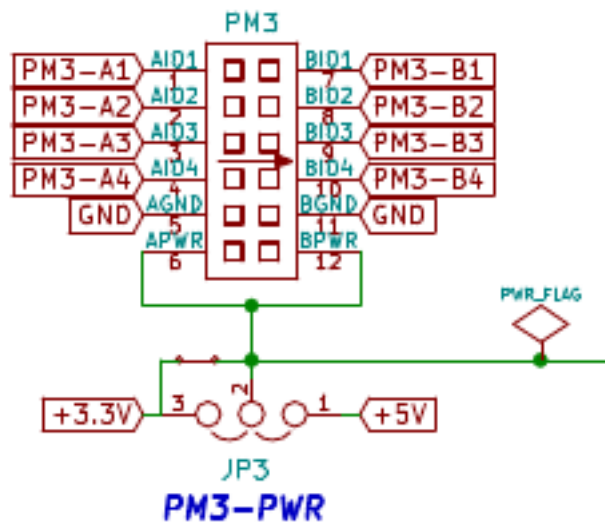 PM3
PM3-A1 AIO1 1 7 BIO1 PM3-B1
PM3-A2 AIO2 2 8 BIO2 PM3-B2
PM3-A3 AIO3 3 9 BIO3 PM3-B3
PM3-A4 AIO4 4 10 BIO4 PM3-B4
GND AGND 5 11 BGND GND
APWR 6 12 BPWR
PWR_FLAG
+3.3V 3 2 1 +5V
JP3
PM3-PWR